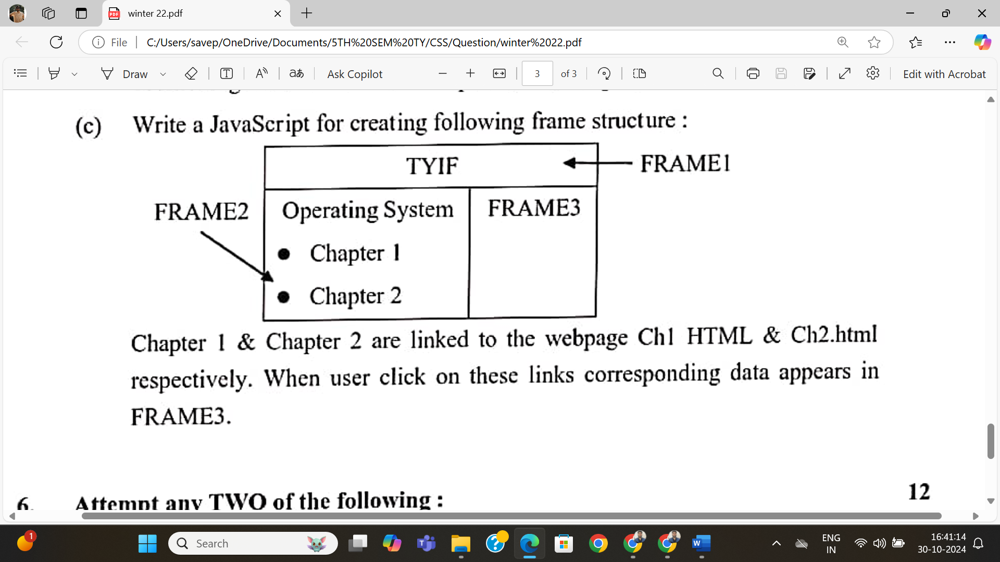 winter 22.pdf
File
C:/Users/savep/OneDrive/Documents/5TH%20SEM%20TY/CSS/Question/winter%2022.pdf
Draw
Ask Copilot
3 of 3
Edit with Acrobat
(c) Write a JavaScript for creating following frame structure :
TYIF
FRAME1
FRAME2
Operating System
FRAME3
● Chapter 1
● Chapter 2
Chapter 1 & Chapter 2 are linked to the webpage Ch1 HTML & Ch2.html
respectively. When user click on these links corresponding data appears in
FRAME3.
12
6. Attempt any TWO of the following :
1
Search
ENG
IN
16:41:14
30-10-2024